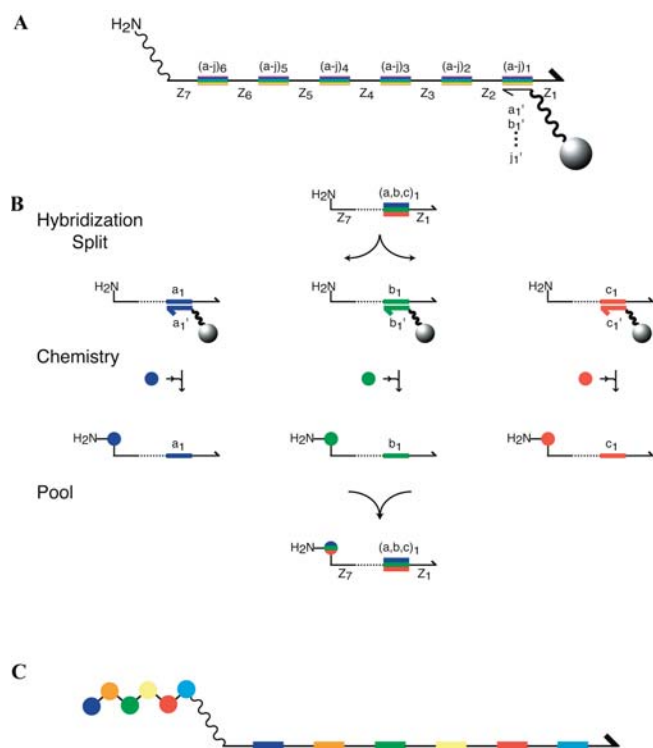 A
H₂N
(a-j)₆ (a-j)₅ (a-j)₄ (a-j)₃ (a-j)₂ (a-j)₁
Z₇ Z₆ Z₅ Z₄ Z₃ Z₂ Z₁
a₁'
b₁'
j₁'
B
Hybridization
Split
H₂N (a,b,c)₁
Z₇ Z₁
H₂N a₁ H₂N b₁ H₂N c₁
a₁' b₁' c₁'
Chemistry
H₂N a₁ H₂N b₁ H₂N c₁
Pool
H₂N (a,b,c)₁
Z₇ Z₁
C